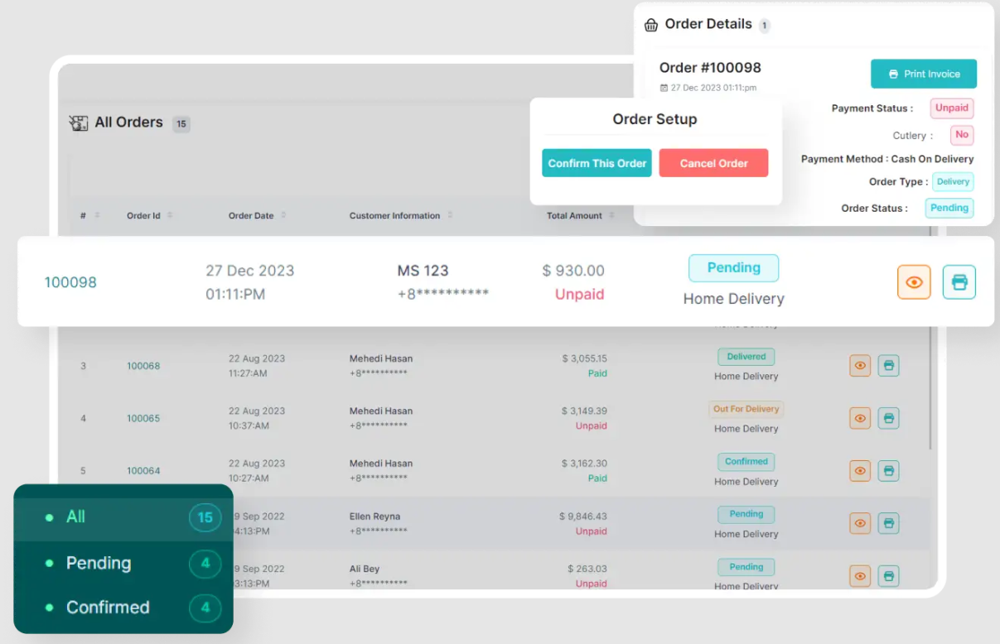 Order Details 1
Order #100098
Print Invoice
27 Dec 2023 01:11:pm
Payment Status : Unpaid
Cutlery : No
Payment Method : Cash On Delivery
Order Type : Delivery
Order Status : Pending
Order Setup
Confirm This Order Cancel Order
All Orders 15
# Order Id Order Date Customer Information Total Amount
100098 27 Dec 2023 MS 123 $ 930.00 Pending
01:11:PM +8********** Unpaid Home Delivery
3 100068 22 Aug 2023 Mehedi Hasan $ 3,055.15 Delivered
11:27:AM +8********** Paid Home Delivery
4 100065 22 Aug 2023 Mehedi Hasan $ 3,149.39 Out For Delivery
10:37:AM +8********** Unpaid Home Delivery
5 100064 22 Aug 2023 Mehedi Hasan $ 3,162.30 Confirmed
10:27:AM +8********** Paid Home Delivery
9 Sep 2022 Ellen Reyna $ 9,846.43 Pending
4:13:PM +8********** Unpaid Home Delivery
9 Sep 2022 Ali Bey $ 263.03 Pending
3:13:PM +8********** Unpaid Home Delivery
All 15
Pending 4
Confirmed 4